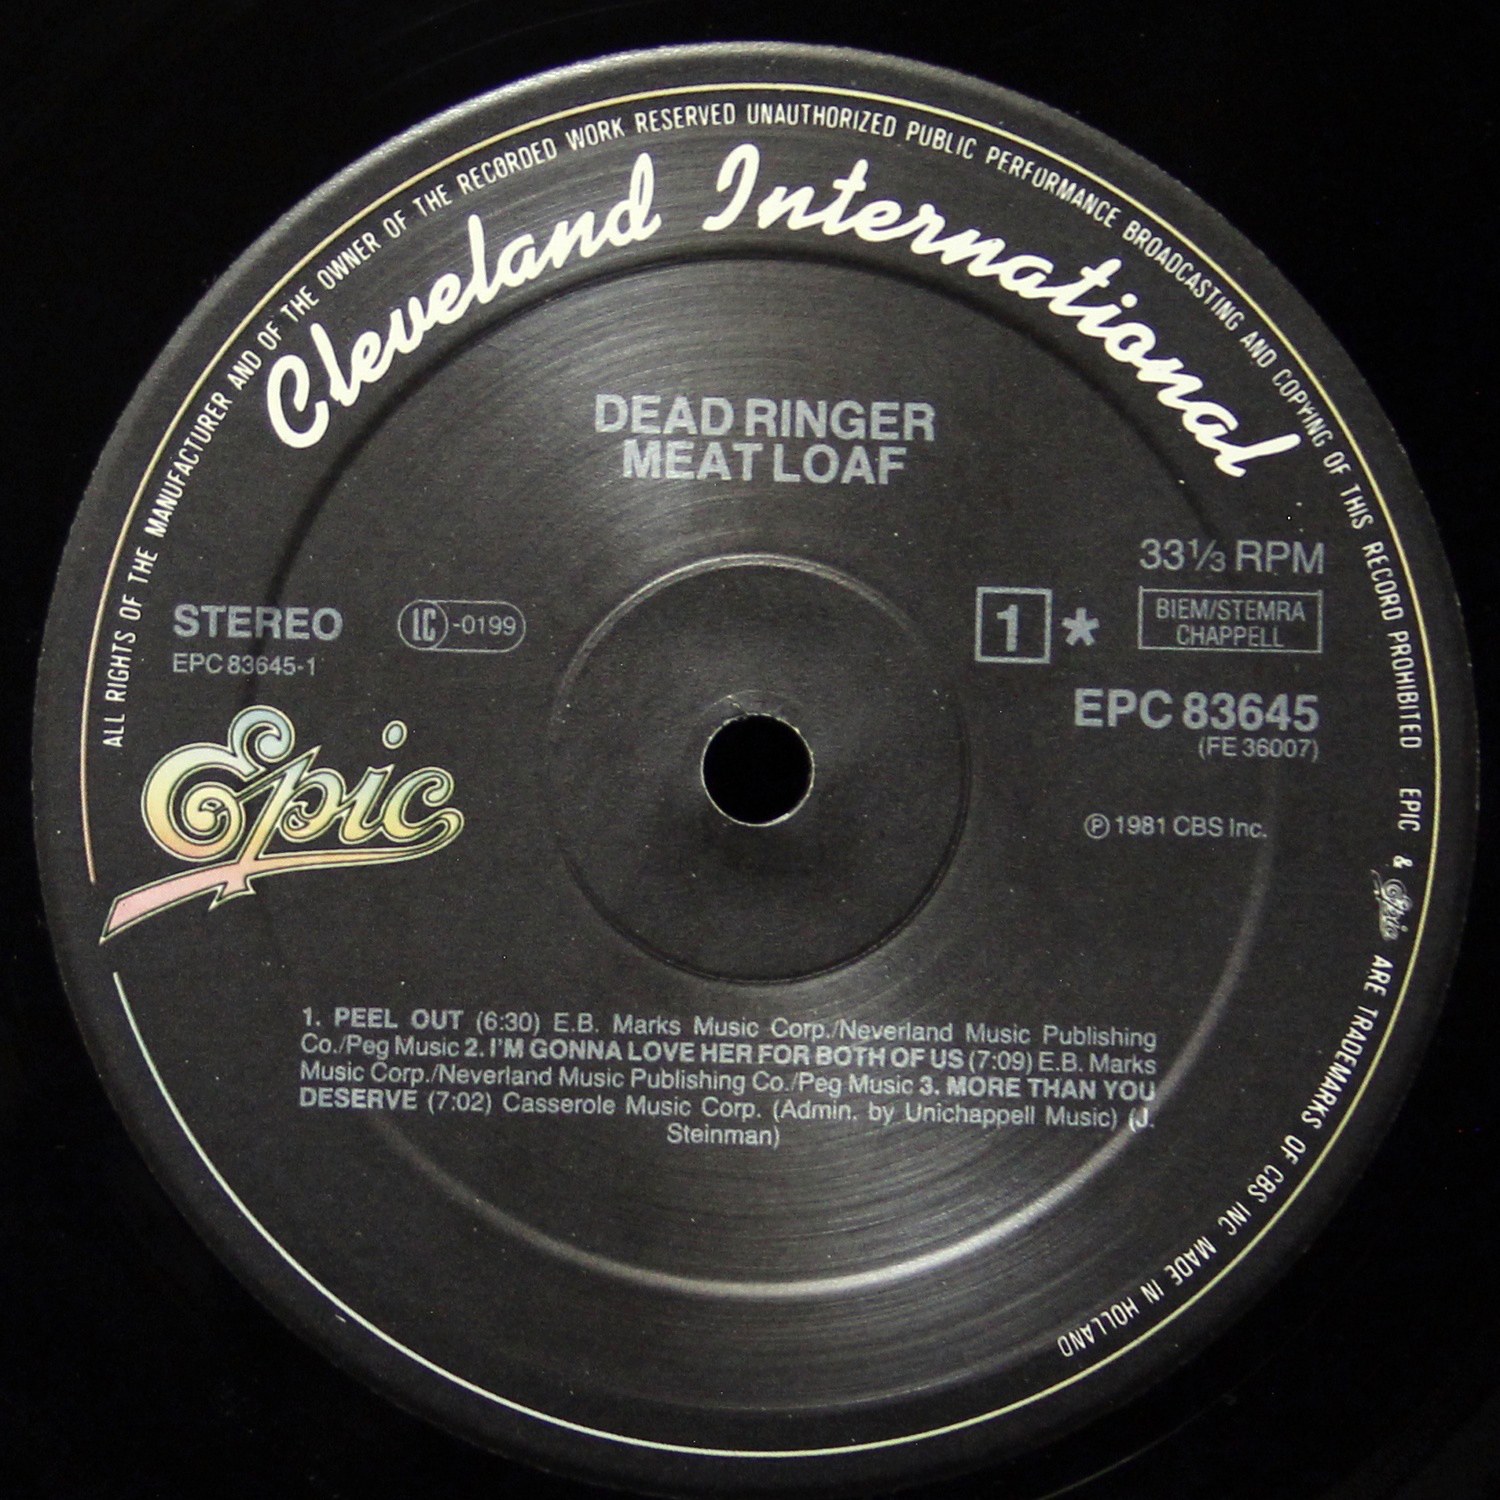 ALL RIGHTS OF THE MANUFACTURER AND OF THE OWNER OF THE RECORDED WORK RESERVED UNAUTHORIZED PUBLIC PERFORMANCE BROADCASTING AND COPYING OF THIS RECORD PROHIBITED EPIC & Epic ARE TRADEMARKS OF CBS INC MADE IN HOLLAND
Cleveland International
DEAD RINGER
MEAT LOAF
33⅓ RPM
STEREO
LC-0199
1 *
BIEM/STEMRA
CHAPPELL
EPC 83645-1
EPC 83645
(FE 36007)
Epic
℗ 1981 CBS Inc.
1. PEEL OUT (6:30) E.B. Marks Music Corp./Neverland Music Publishing
Co./Peg Music 2. I'M GONNA LOVE HER FOR BOTH OF US (7:09) E.B. Marks
Music Corp./Neverland Music Publishing Co./Peg Music 3. MORE THAN YOU
DESERVE (7:02) Casserole Music Corp. (Admin. by Unichappell Music) (J.
Steinman)